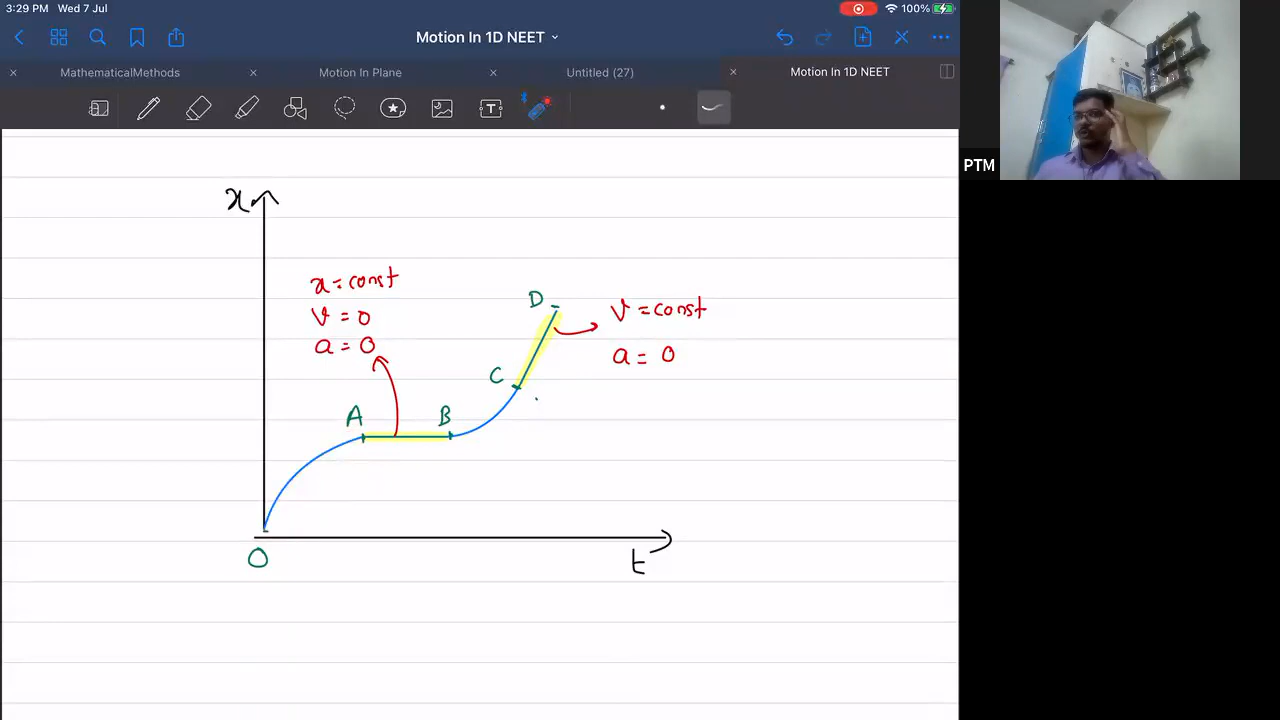 3:29 PM Wed 7 Jul
100%
Motion In 1D NEET
MathematicalMethods
Motion In Plane
Untitled (27)
Motion In 1D NEET
T
PTM
x
x = const
v = 0
a = 0
D
v = const
a = 0
C
A
B
O
t